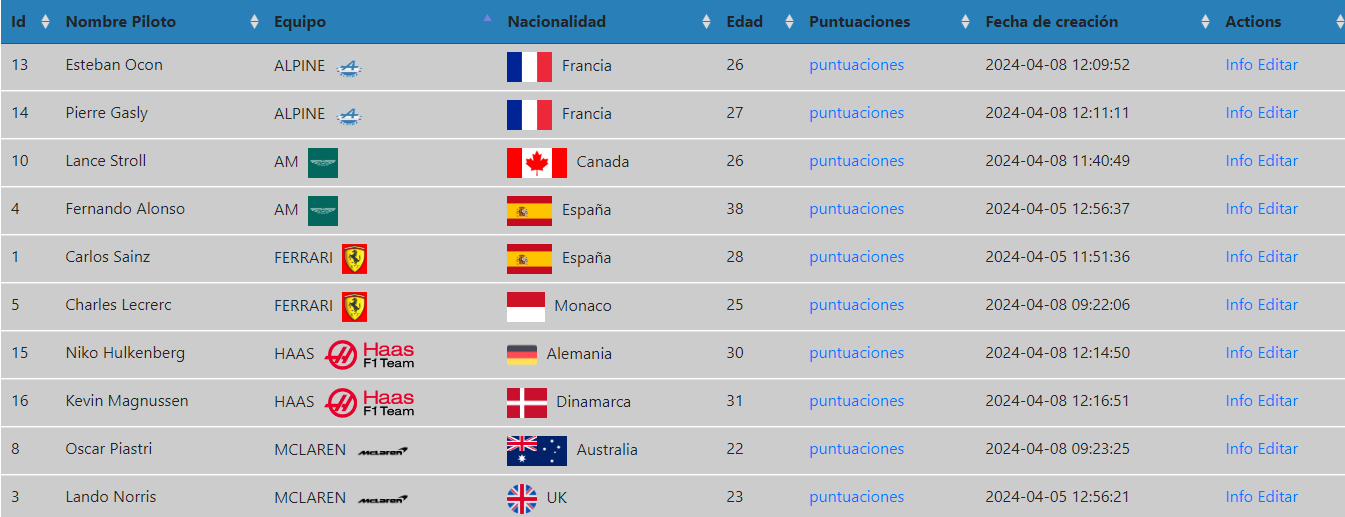 Id Nombre Piloto Equipo Nacionalidad Edad Puntuaciones Fecha de creación Actions
13 Esteban Ocon ALPINE Francia 26 puntuaciones 2024-04-08 12:09:52 Info Editar
14 Pierre Gasly ALPINE Francia 27 puntuaciones 2024-04-08 12:11:11 Info Editar
10 Lance Stroll AM Canada 26 puntuaciones 2024-04-08 11:40:49 Info Editar
4 Fernando Alonso AM España 38 puntuaciones 2024-04-05 12:56:37 Info Editar
1 Carlos Sainz FERRARI España 28 puntuaciones 2024-04-05 11:51:36 Info Editar
5 Charles Lecrerc FERRARI Monaco 25 puntuaciones 2024-04-08 09:22:06 Info Editar
15 Niko Hulkenberg HAAS Haas F1 Team Alemania 30 puntuaciones 2024-04-08 12:14:50 Info Editar
16 Kevin Magnussen HAAS Haas F1 Team Dinamarca 31 puntuaciones 2024-04-08 12:16:51 Info Editar
8 Oscar Piastri MCLAREN McLaren Australia 22 puntuaciones 2024-04-08 09:23:25 Info Editar
3 Lando Norris MCLAREN McLaren UK 23 puntuaciones 2024-04-05 12:56:21 Info Editar